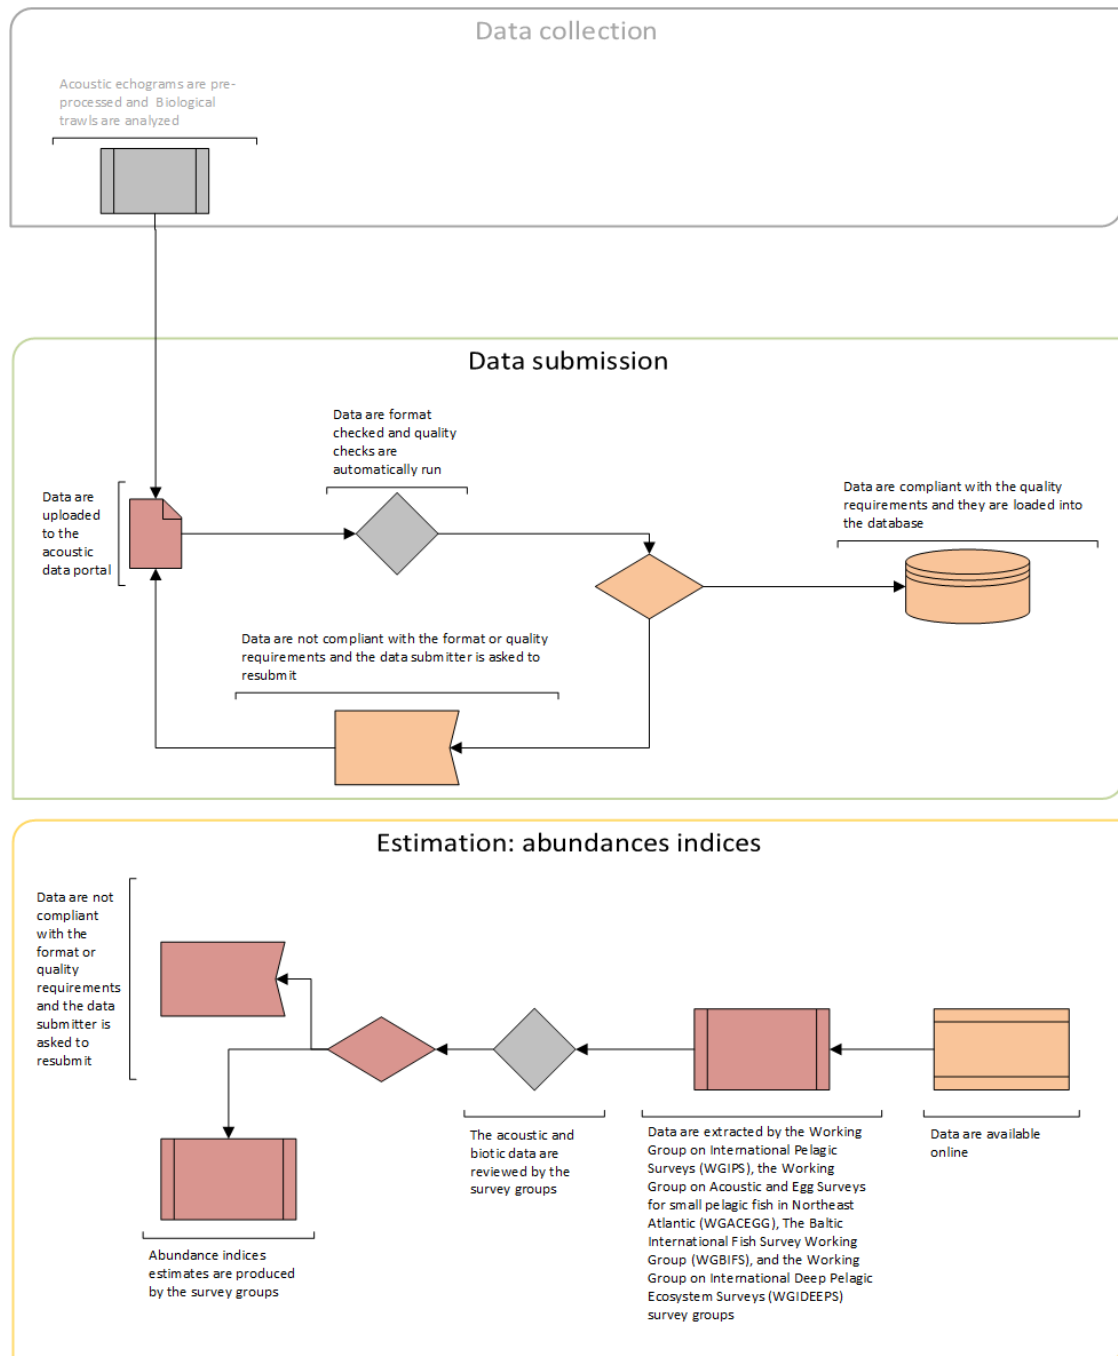 Data collection
Acoustic echograms are pre-
processed and Biological
trawls are analyzed
Data submission
Data are format
checked and quality
checks are
automatically run
Data are
uploaded
to the
acoustic
data portal
Data are compliant with the quality
requirements and they are loaded into
the database
Data are not compliant with the format or quality
requirements and the data submitter is asked to
resubmit
Estimation: abundances indices
Data are not
compliant
with the
format or
quality
requirements
and the data
submitter is
asked to
resubmit
The acoustic and
biotic data are
reviewed by the
survey groups
Data are extracted by the Working
Group on International Pelagic
Surveys (WGIPS), the Working
Group on Acoustic and Egg Surveys
for small pelagic fish in Northeast
Atlantic (WGACEGG), The Baltic
International Fish Survey Working
Group (WGBIFS), and the Working
Group on International Deep Pelagic
Ecosystem Surveys (WGIDEEPS)
survey groups
Data are available
online
Abundance indices
estimates are produced
by the survey groups